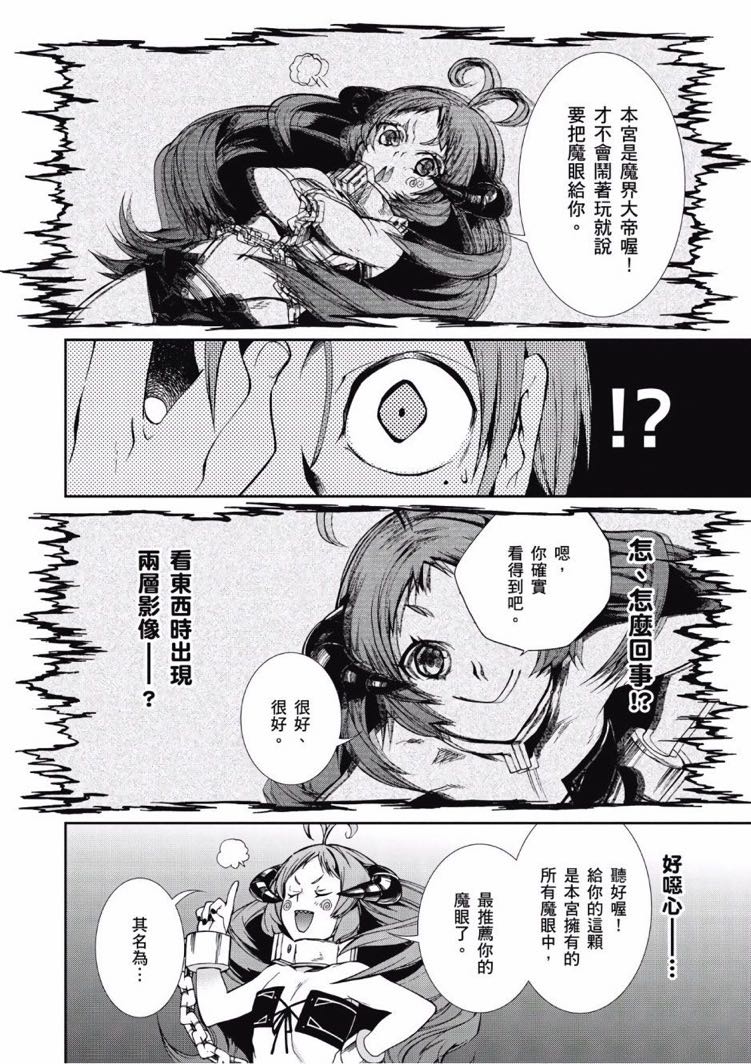 本宮是魔界大帝喔！
才不會鬧著玩就說
要把魔眼給你。
!?
怎、怎麼回事!?
嗯，
你確實
看得到吧。
看東西時出現
兩層影像——？
很好、
很好。
好噁心——…
聽好喔！
給你的這顆
是本宮擁有的
所有魔眼中，
最推薦你的
魔眼了。
其名為…